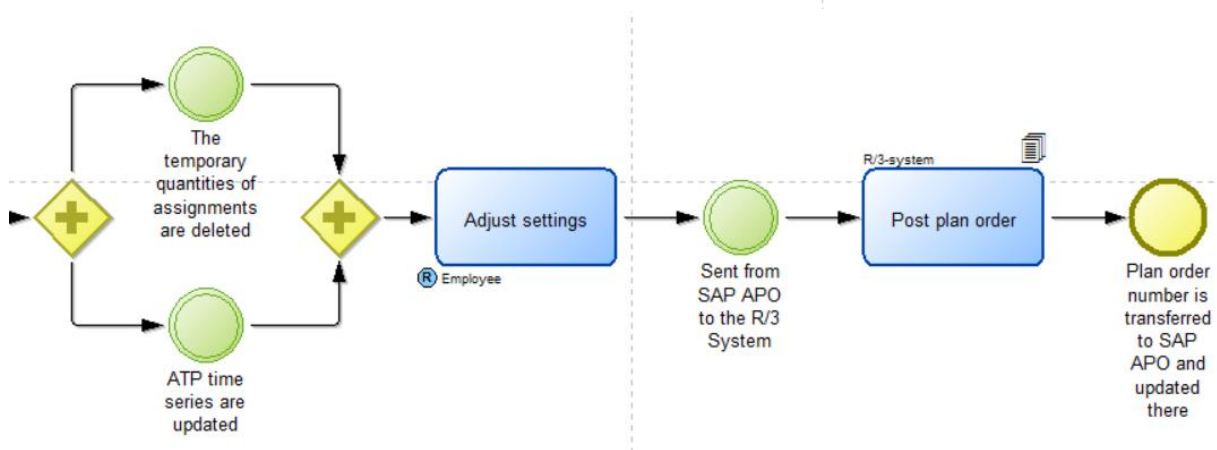 The
temporary
quantities of
assignments
are deleted
ATP time
series are
updated
Adjust settings
R Employee
Sent from
SAP APO
to the R/3
System
R/3-system
Post plan order
Plan order
number is
transferred
to SAP
APO and
updated
there